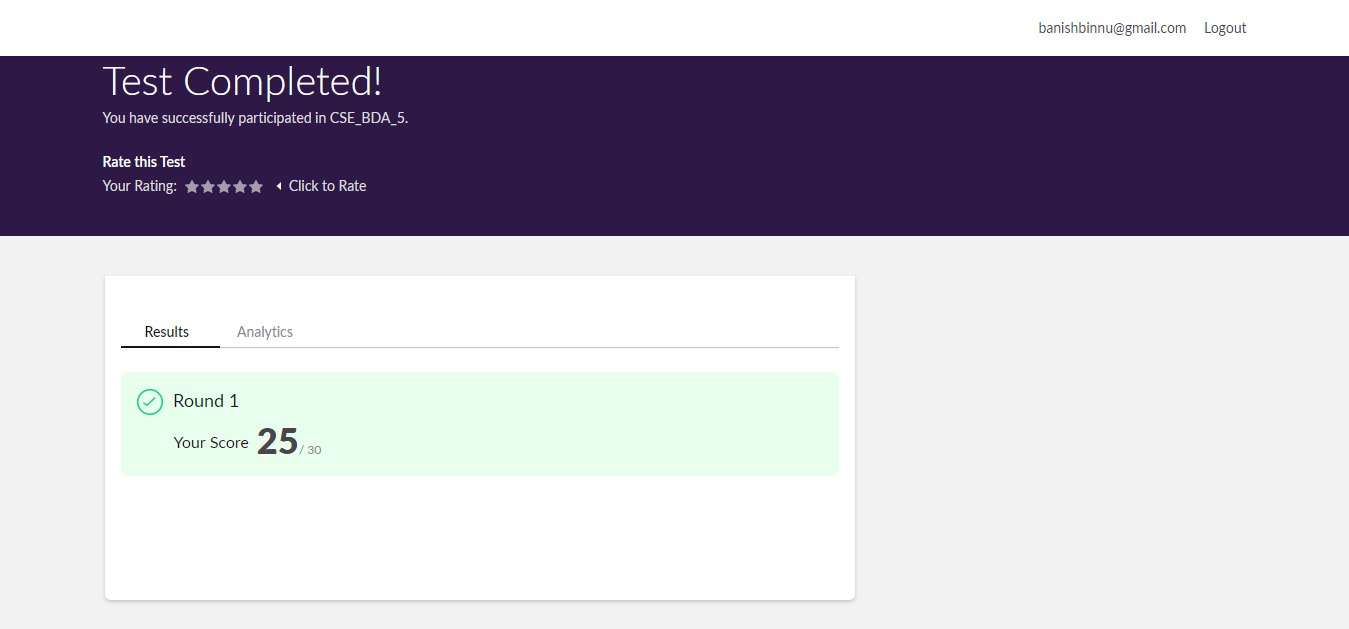 banishbinnu@gmail.com Logout
Test Completed!
You have successfully participated in CSE_BDA_5.
Rate this Test
Your Rating: Click to Rate
Results Analytics
Round 1
Your Score 25 / 30